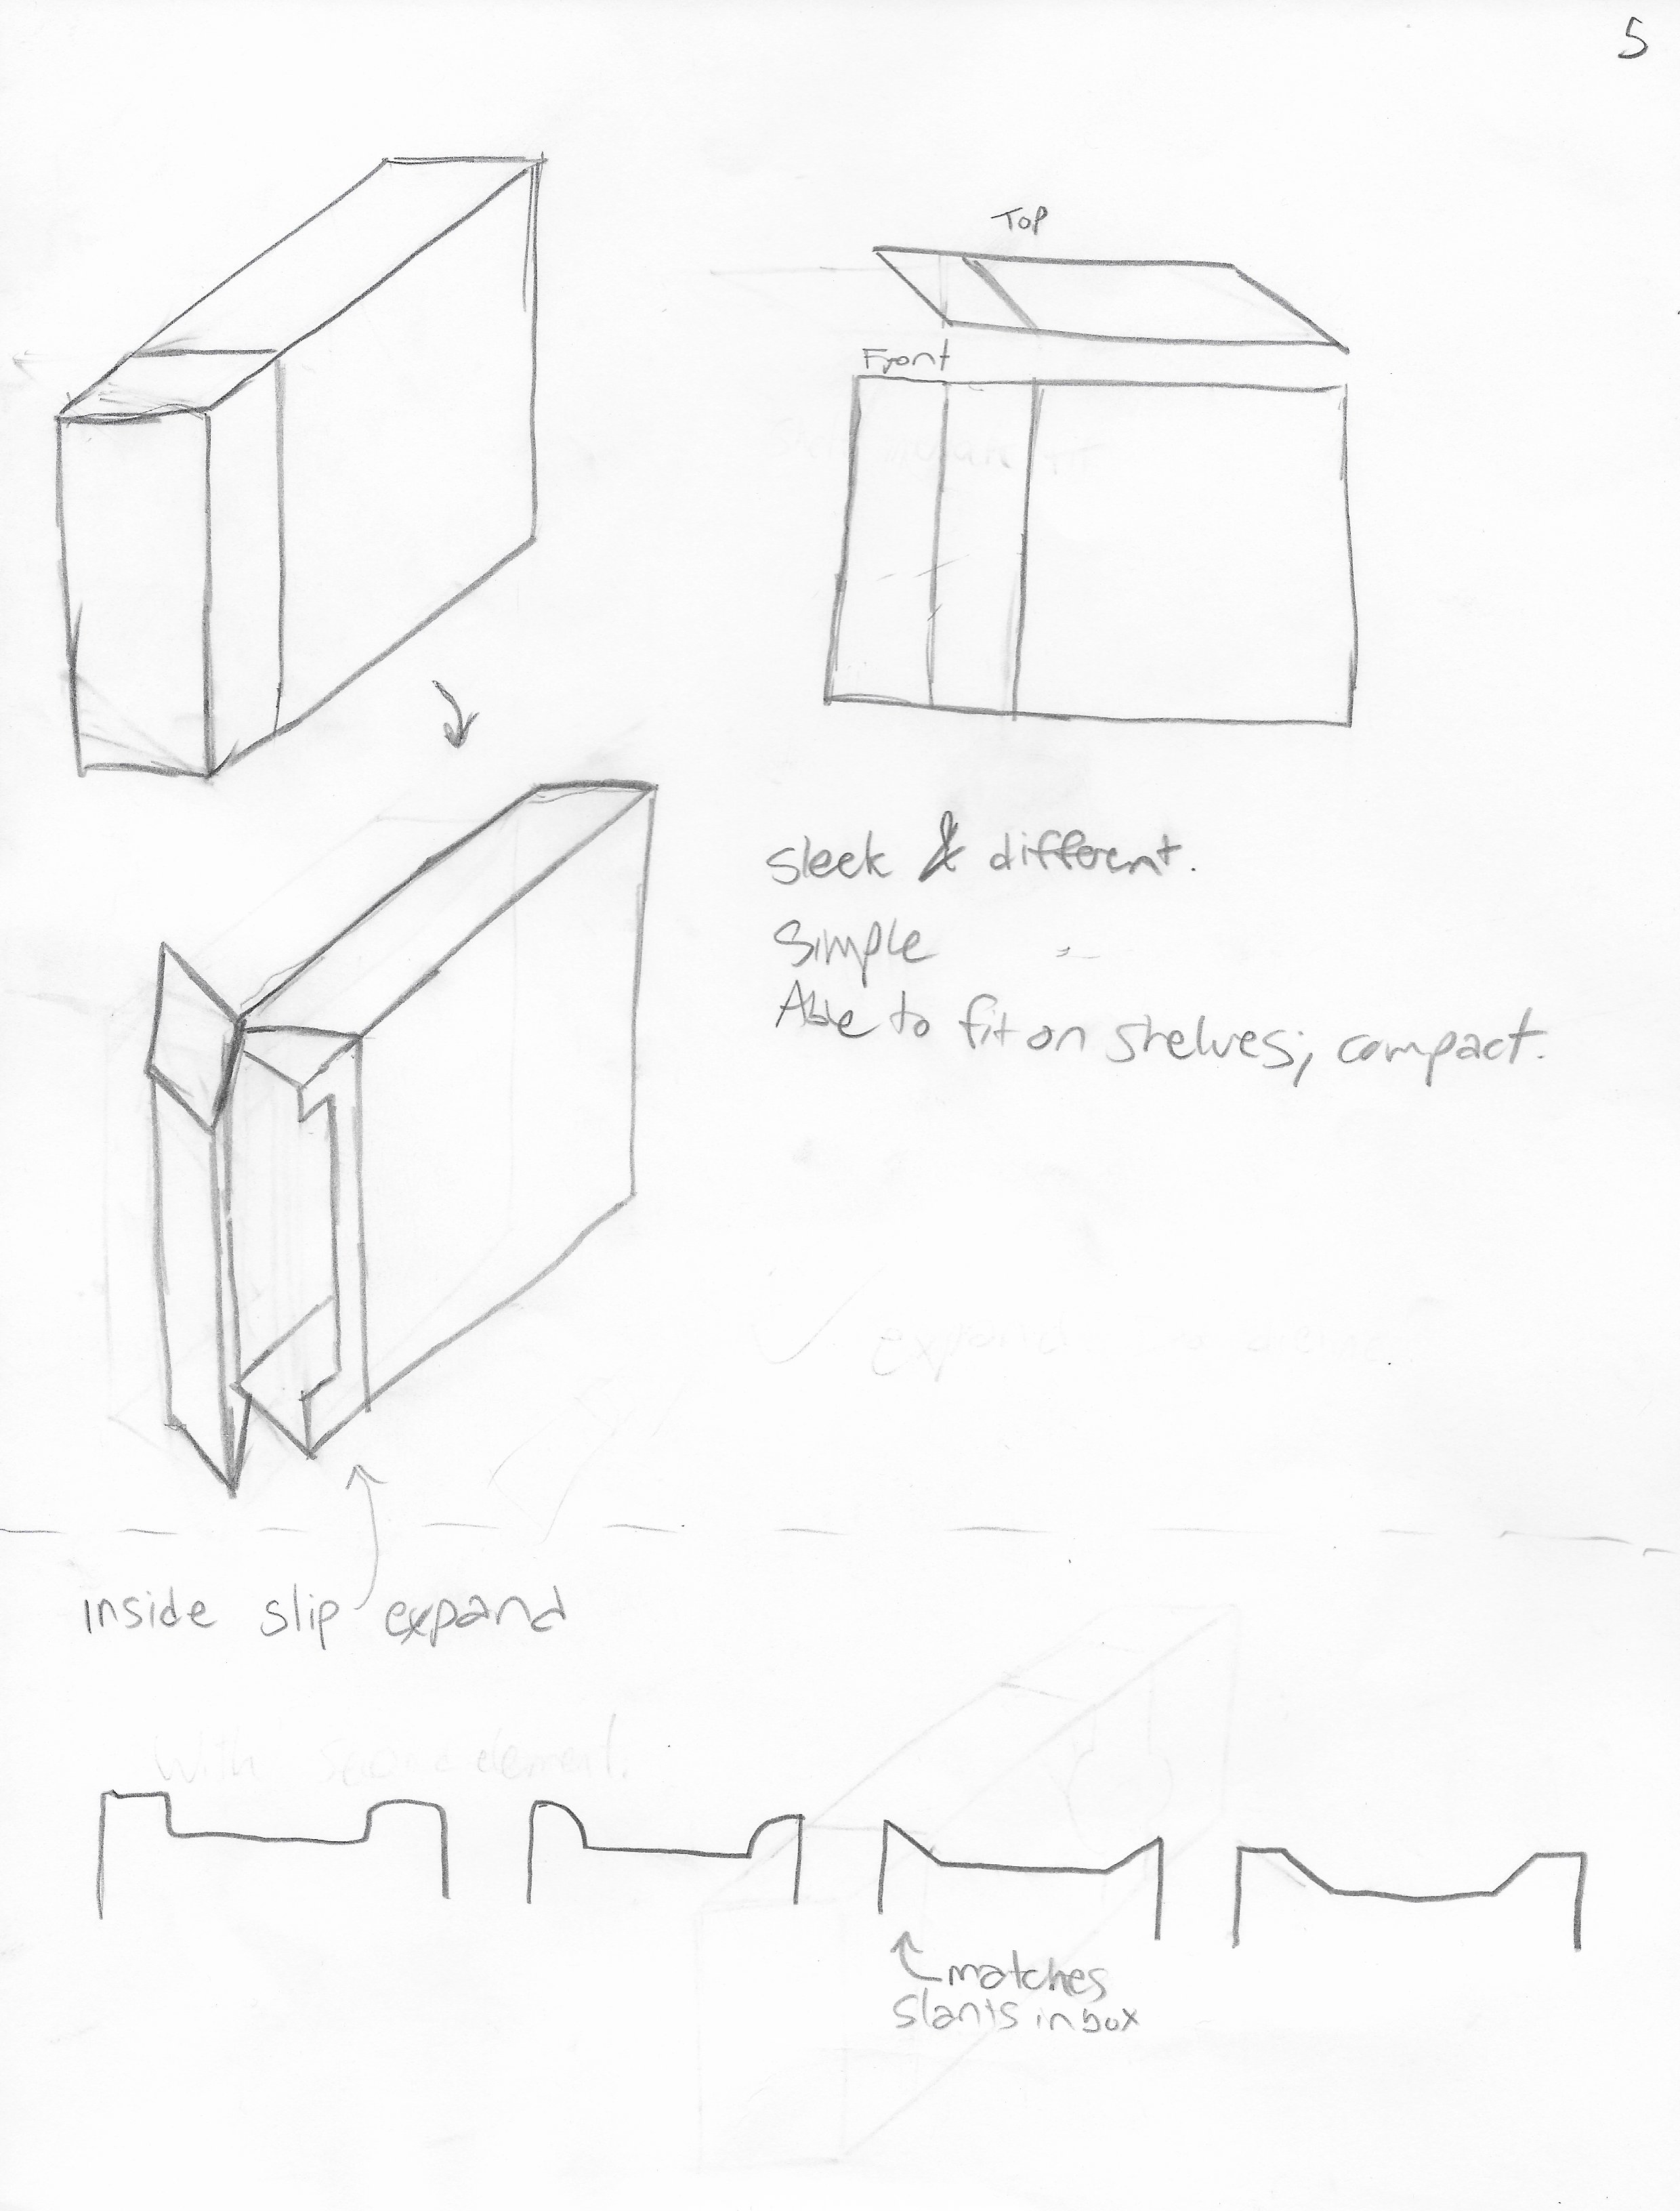 5
Top
Front
sleek & different.
Simple
Able to fit on shelves; compact.
inside slip expand
matches
slants in box